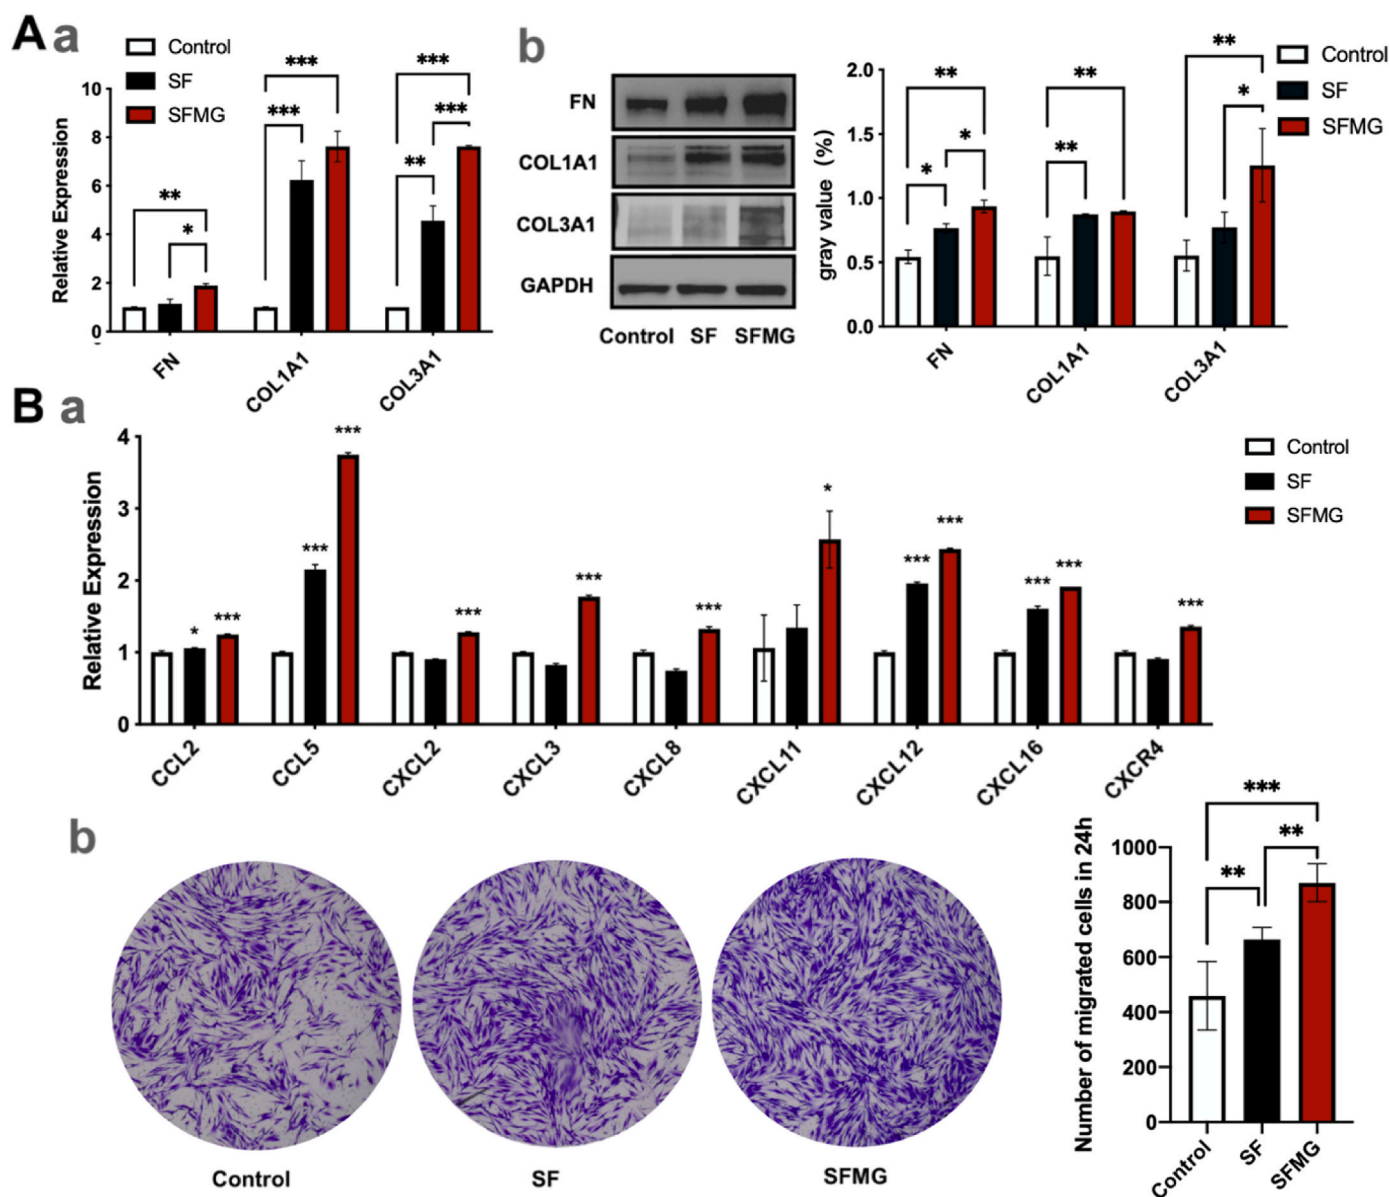 A a
Control
SF
SFMG
Relative Expression
10
8
6
4
2
0
** * *** *** *** ** ***
FN COL1A1 COL3A1
b
FN
COL1A1
COL3A1
GAPDH
Control SF SFMG
Control
SF
SFMG
gray value (%)
2.0
1.5
1.0
0.5
0.0
** * * ** ** ** *
FN COL1A1 COL3A1
B a
Control
SF
SFMG
Relative Expression
4
3
2
1
0
* *** *** *** *** *** *** * *** *** *** *** ***
CCL2 CCL5 CXCL2 CXCL3 CXCL8 CXCL11 CXCL12 CXCL16 CXCR4
b
Control SF SFMG
Number of migrated cells in 24h
1000
800
600
400
200
0
*** ** **
Control SF SFMG